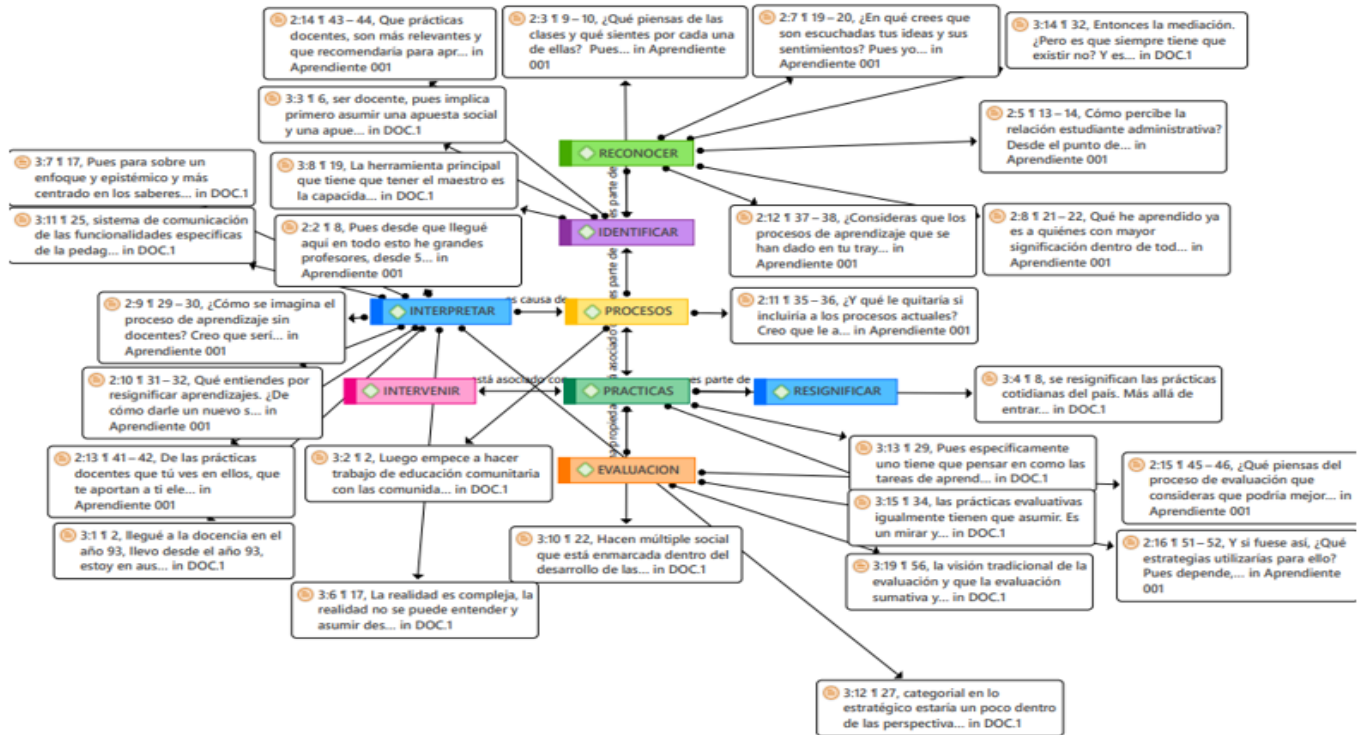 2:14 ¶ 43 – 44, Que prácticas
docentes, son más relevantes y
que recomendaría para apr... in
Aprendiente 001
2:3 ¶ 9 – 10, ¿Qué piensas de las
clases y qué sientes por cada una
de ellas?  Pues... in Aprendiente
001
2:7 ¶ 19 – 20, ¿En qué crees que
son escuchadas tus ideas y sus
sentimientos? Pues yo... in
Aprendiente 001
3:14 ¶ 32, Entonces la mediación.
¿Pero es que siempre tiene que
existir no? Y es... in DOC.1
3:3 ¶ 6, ser docente, pues implica
primero asumir una apuesta social
y una apue... in DOC.1
2:5 ¶ 13 – 14, Cómo percibe la
relación estudiante administrativa?
Desde el punto de... in
Aprendiente 001
3:7 ¶ 17, Pues para sobre un
enfoque y epistémico y más
centrado en los saberes... in DOC.1
3:8 ¶ 19, La herramienta principal
que tiene que tener el maestro es
la capacida... in DOC.1
RECONOCER
es parte de
3:11 ¶ 25, sistema de comunicación
de las funcionalidades específicas
de la pedag... in DOC.1
2:2 ¶ 8, Pues desde que llegué
aquí en todo esto he grandes
profesores, desde 5... in
Aprendiente 001
IDENTIFICAR
es parte de
2:12 ¶ 37 – 38, ¿Consideras que los
procesos de aprendizaje que se
han dado en tu tray... in
Aprendiente 001
2:8 ¶ 21 – 22, Qué he aprendido ya
es a quiénes con mayor
significación dentro de tod... in
Aprendiente 001
2:9 ¶ 29 – 30, ¿Cómo se imagina el
proceso de aprendizaje sin
docentes? Creo que serí... in
Aprendiente 001
INTERPRETAR
es causa de
PROCESOS
2:11 ¶ 35 – 36, ¿Y qué le quitaría si
incluiría a los procesos actuales?
Creo que le a... in Aprendiente 001
asociado
2:10 ¶ 31 – 32, Qué entiendes por
resignificar aprendizajes. ¿De
cómo darle un nuevo s... in
Aprendiente 001
INTERVENIR
está asociado con
PRACTICAS
es parte de
RESIGNIFICAR
3:4 ¶ 8, se resignifican las prácticas
cotidianas del país. Más allá de
entrar... in DOC.1
2:13 ¶ 41 – 42, De las prácticas
docentes que tú ves en ellos, que
te aportan a ti ele... in
Aprendiente 001
3:2 ¶ 2, Luego empece a hacer
trabajo de educación comunitaria
con las comunida... in DOC.1
propiedad
EVALUACION
3:13 ¶ 29, Pues específicamente
uno tiene que pensar en como las
tareas de aprend... in DOC.1
2:15 ¶ 45 – 46, ¿Qué piensas del
proceso de evaluación que
consideras que podría mejor... in
Aprendiente 001
3:15 ¶ 34, las prácticas evaluativas
igualmente tienen que asumir. Es
un mirar y... in DOC.1
3:1 ¶ 2, llegué a la docencia en el
año 93, llevo desde el año 93,
estoy en aus... in DOC.1
3:10 ¶ 22, Hacen múltiple social
que está enmarcada dentro del
desarrollo de las... in DOC.1
3:19 ¶ 56, la visión tradicional de la
evaluación y que la evaluación
sumativa y... in DOC.1
2:16 ¶ 51 – 52, Y si fuese así, ¿Qué
estrategias utilizarías para ello?
Pues depende,... in Aprendiente
001
3:6 ¶ 17, La realidad es compleja, la
realidad no se puede entender y
asumir des... in DOC.1
3:12 ¶ 27, categorial en lo
estratégico estaría un poco dentro
de las perspectiva... in DOC.1